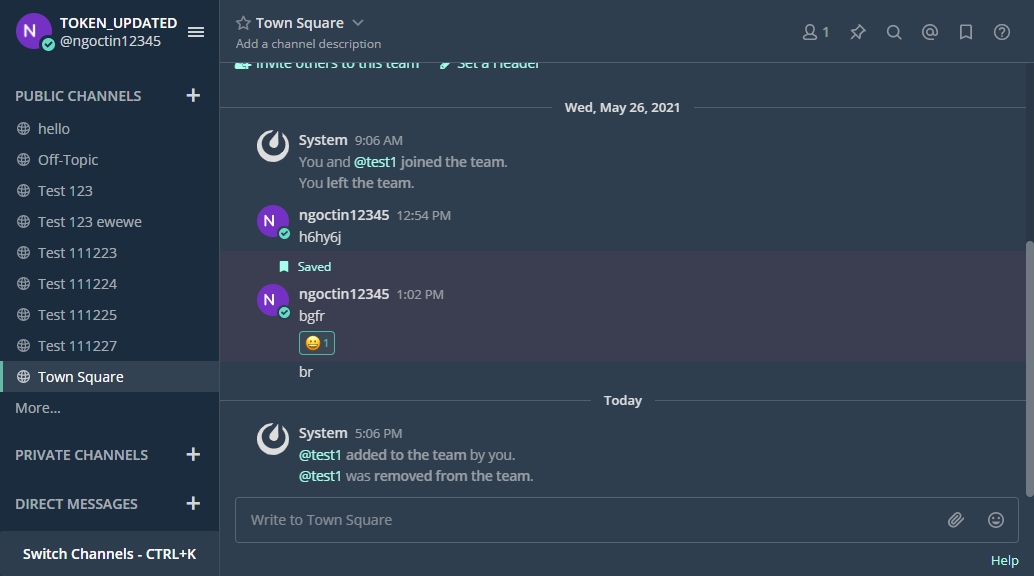 N
TOKEN_UPDATED
@ngoctin12345
PUBLIC CHANNELS
hello
Off-Topic
Test 123
Test 123 ewewe
Test 111223
Test 111224
Test 111225
Test 111227
Town Square
More...
PRIVATE CHANNELS
DIRECT MESSAGES
Switch Channels - CTRL+K
Town Square
Add a channel description
1
Invite others to this team Set a Header
Wed, May 26, 2021
System 9:06 AM
You and @test1 joined the team.
You left the team.
N
ngoctin12345 12:54 PM
h6hy6j
Saved
N
ngoctin12345 1:02 PM
bgfr
1
br
Today
System 5:06 PM
@test1 added to the team by you.
@test1 was removed from the team.
Write to Town Square
Help